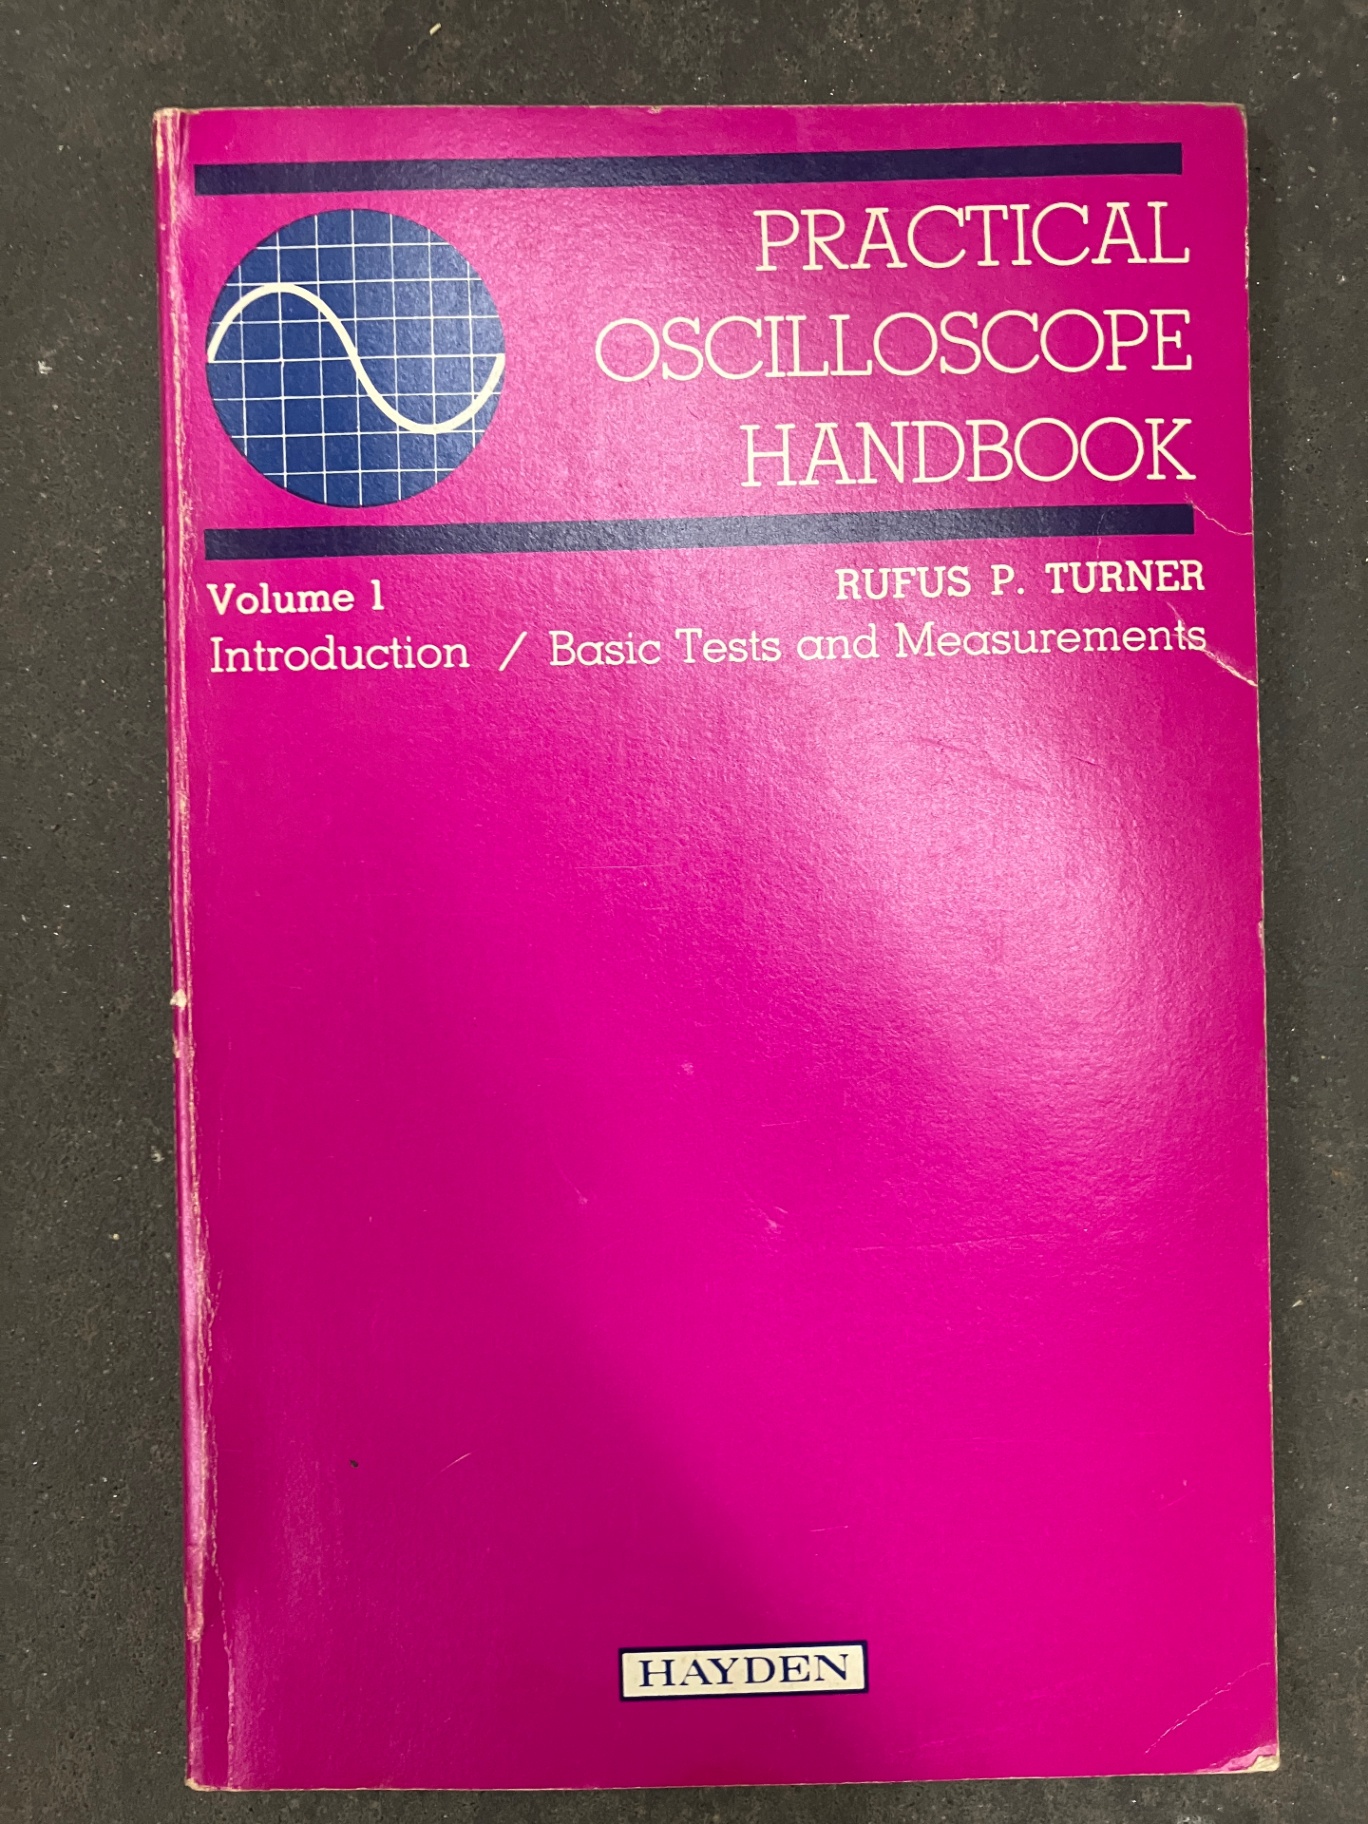 PRACTICAL
OSCILLOSCOPE
HANDBOOK
RUFUS P. TURNER
Volume 1
Introduction / Basic Tests and Measurements
HAYDEN